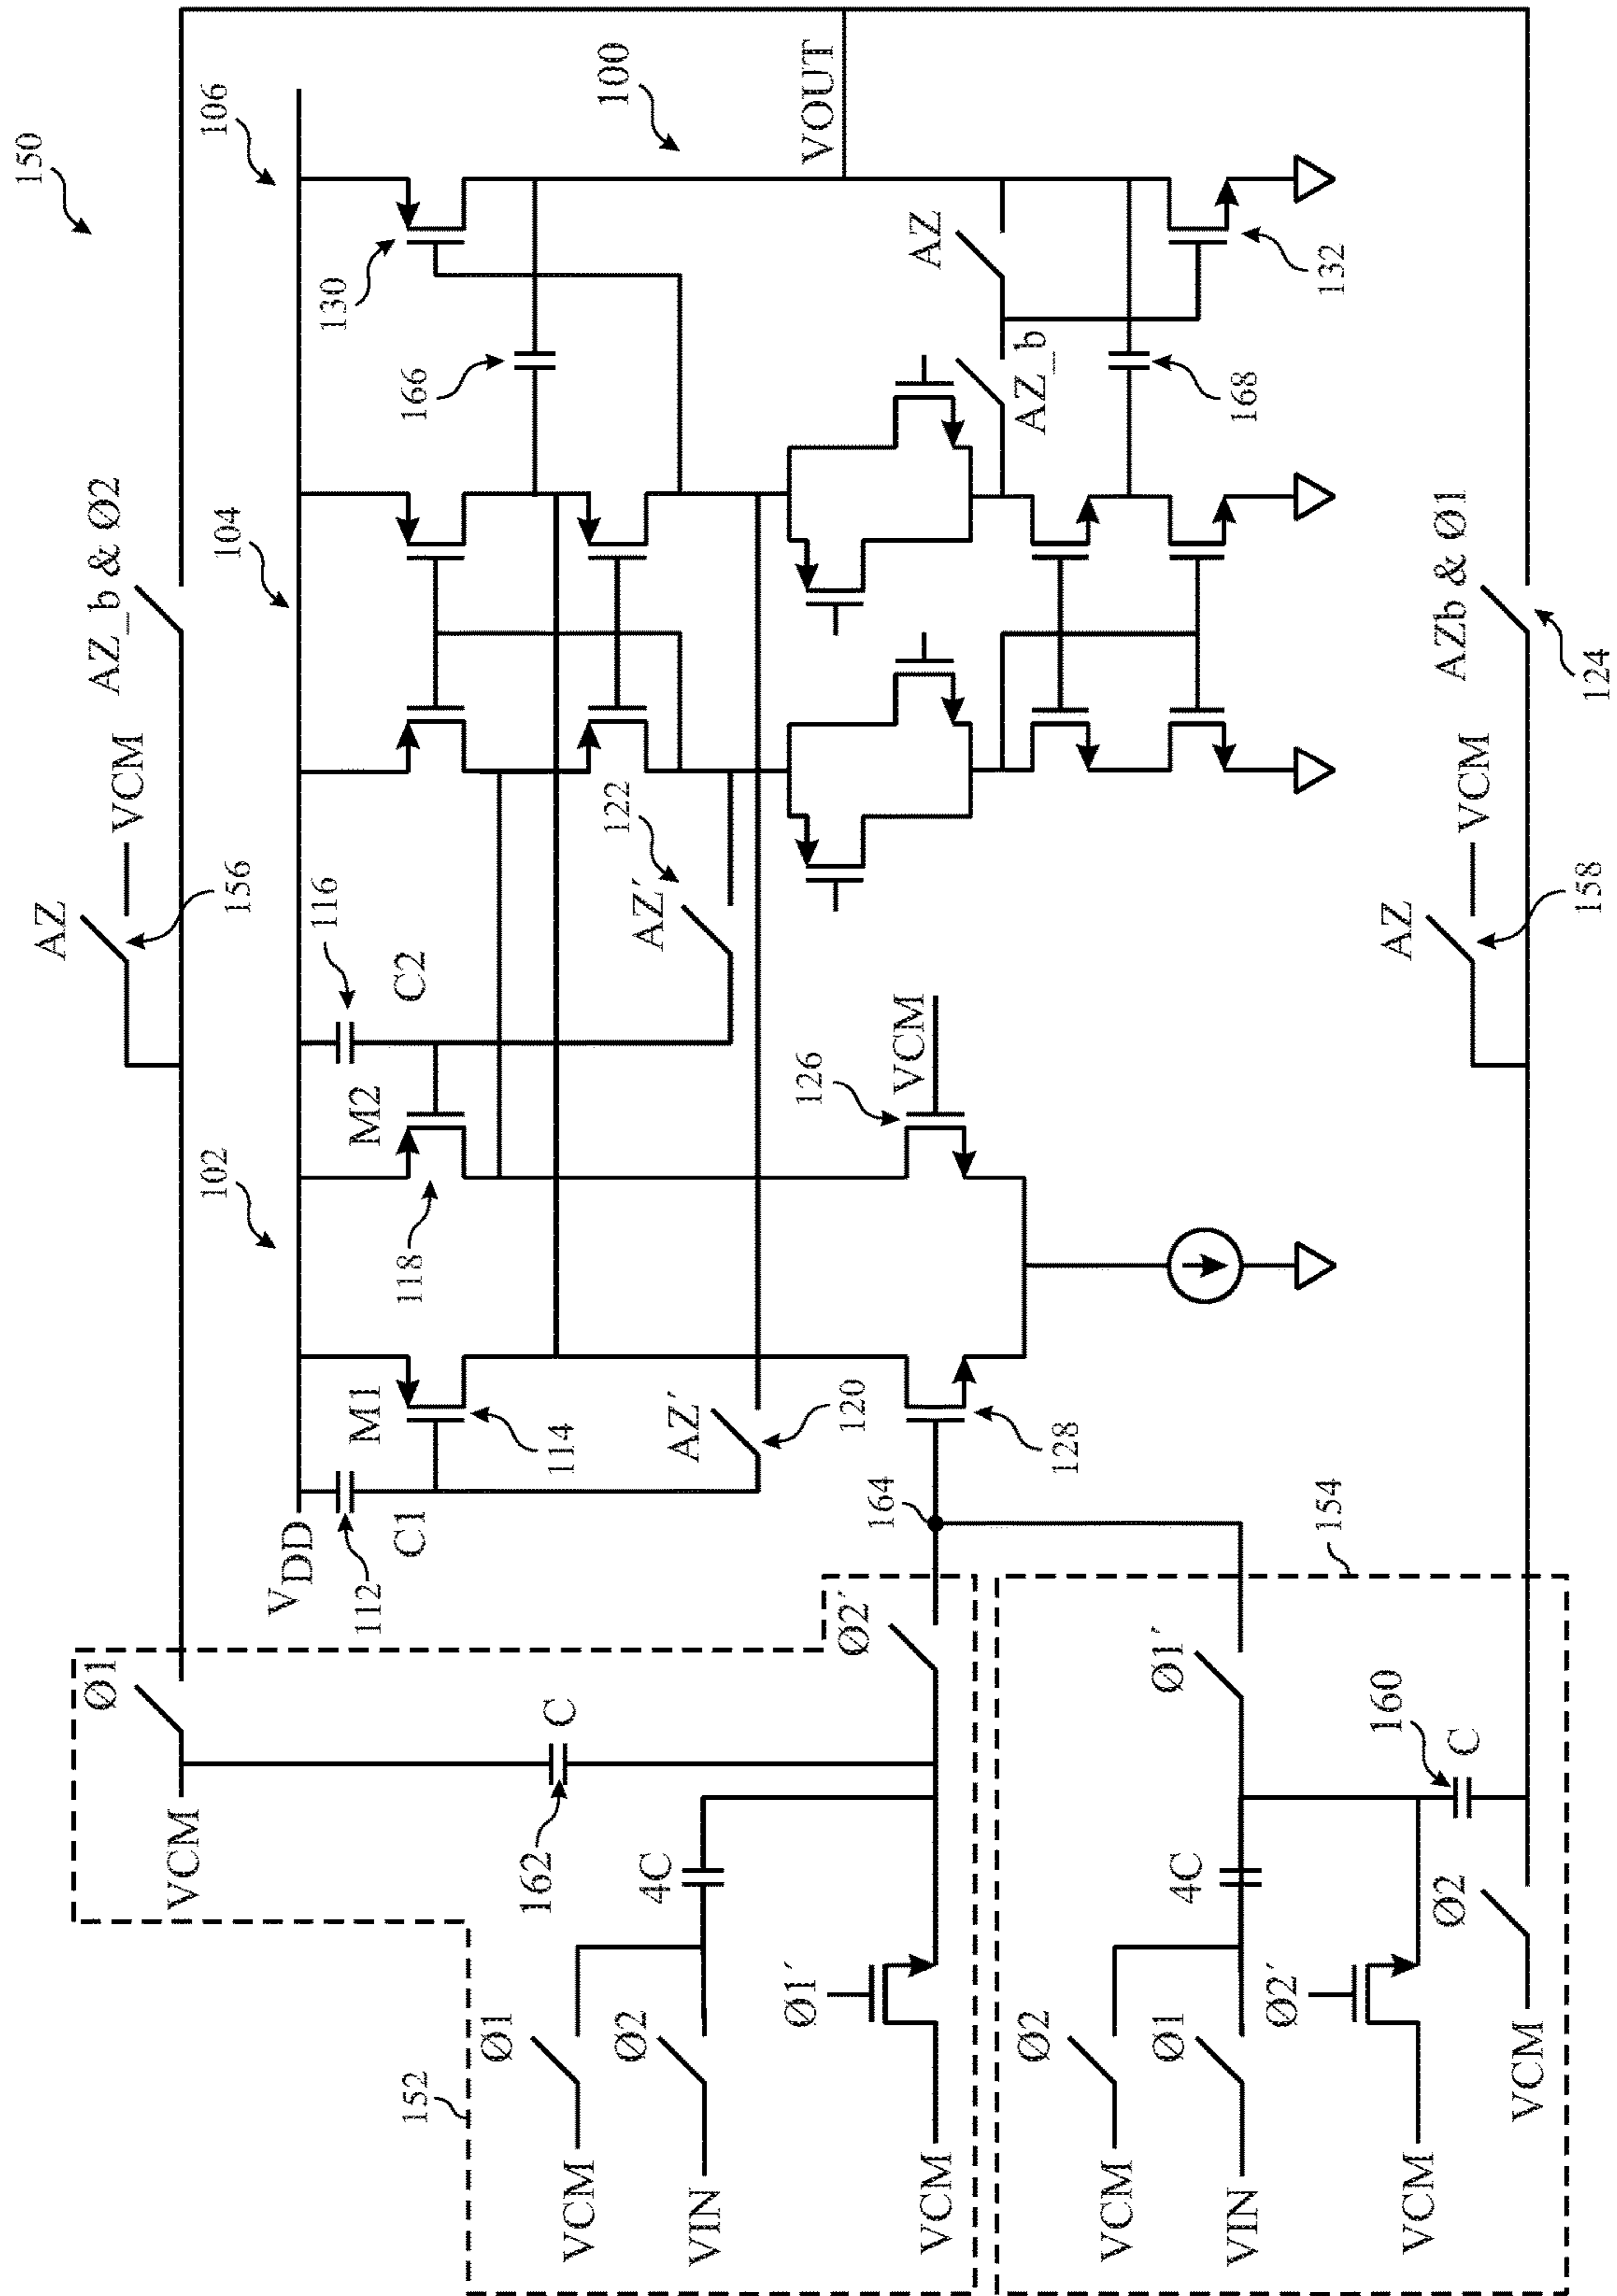 150
AZ
VCM
156
AZ_b & Ø2
102
104
106
Ø1
VCM
162
C
152
Ø1
VCM
Ø2
VIN
4C
Ø1´
VCM
Ø2´
VDD
112
C1
M1
114
AZ´
120
164
128
M2
118
116
C2
AZ´
122
126
VCM
166
130
100
VOUT
AZ
AZ_b
168
132
154
Ø1´
Ø2
VCM
Ø1
VIN
4C
160
C
Ø2´
VCM
Ø2
VCM
AZ
VCM
158
AZb & Ø1
124